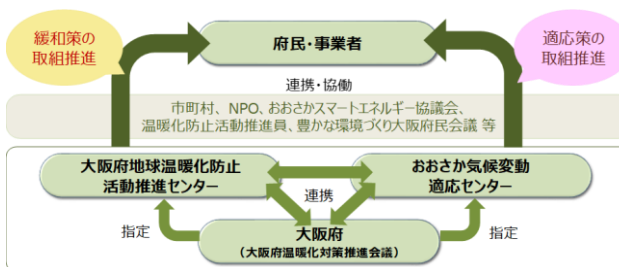 緩和策の
取組推進
府民・事業者
適応策の
取組推進
連携・協働
市町村、NPO、おおさかスマートエネルギー協議会、
温暖化防止活動推進員、豊かな環境づくり大阪府民会議 等
大阪府地球温暖化防止
活動推進センター
おおさか気候変動
適応センター
連携
指定
大阪府
(大阪府温暖化対策推進会議)
指定